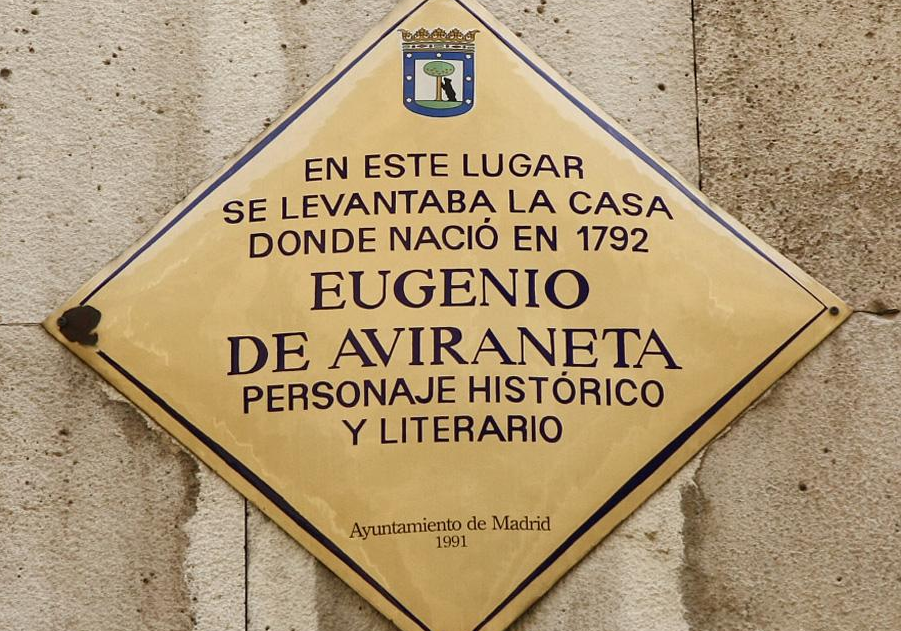 EN ESTE LUGAR
SE LEVANTABA LA CASA
DONDE NACIÓ EN 1792
EUGENIO
DE AVIRANETA
PERSONAJE HISTÓRICO
Y LITERARIO
Ayuntamiento de Madrid
1991